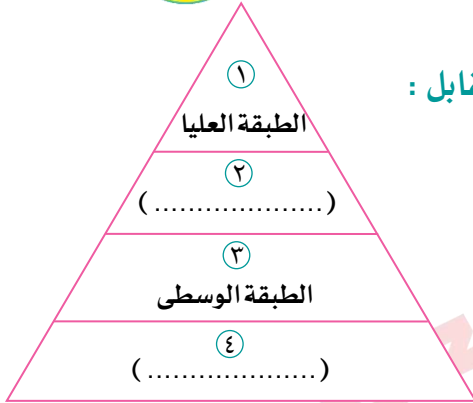 قابل :
١
الطبقة العليا
٢
(....................)
٣
الطبقة الوسطى
٤
(....................)